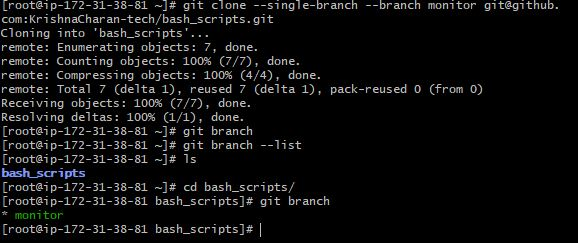 [root@ip-172-31-38-81 ~]# git clone --single-branch --branch monitor git@github.
com:KrishnaCharan-tech/bash_scripts.git
Cloning into 'bash_scripts'...
remote: Enumerating objects: 7, done.
remote: Counting objects: 100% (7/7), done.
remote: Compressing objects: 100% (4/4), done.
remote: Total 7 (delta 1), reused 7 (delta 1), pack-reused 0 (from 0)
Receiving objects: 100% (7/7), done.
Resolving deltas: 100% (1/1), done.
[root@ip-172-31-38-81 ~]# git branch
[root@ip-172-31-38-81 ~]# git branch --list
[root@ip-172-31-38-81 ~]# ls
bash_scripts
[root@ip-172-31-38-81 ~]# cd bash_scripts/
[root@ip-172-31-38-81 bash_scripts]# git branch
* monitor
[root@ip-172-31-38-81 bash_scripts]#